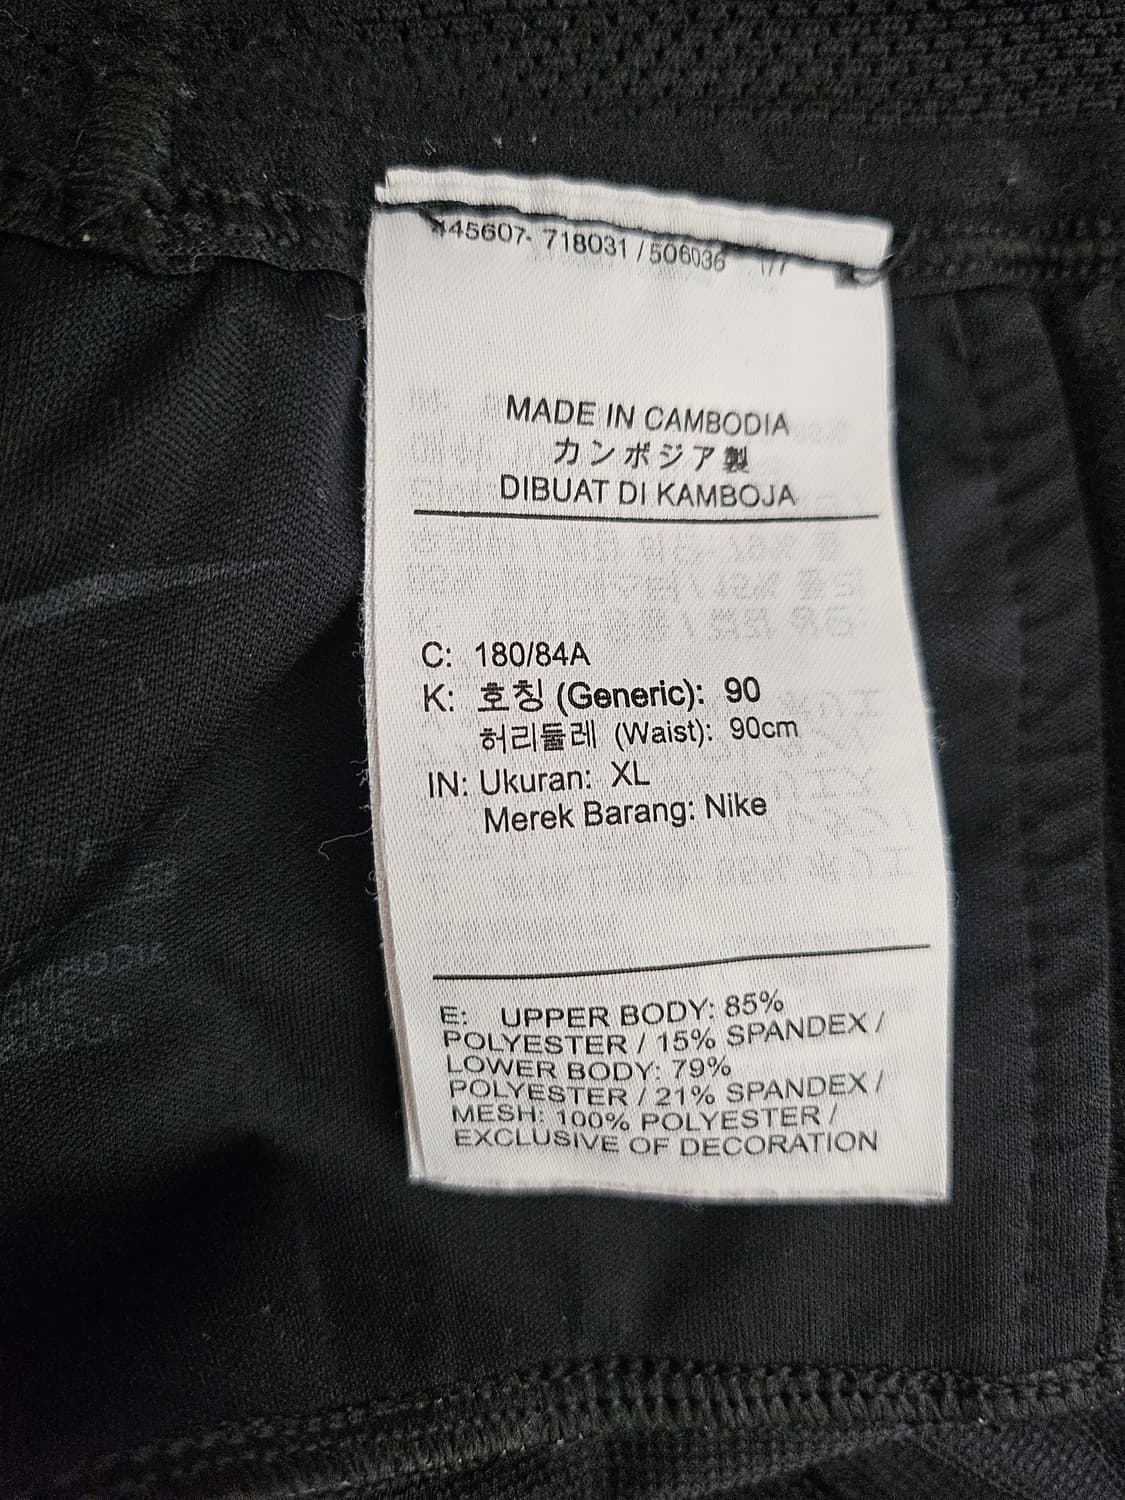 445607- 718031 / 506036
MADE IN CAMBODIA
カンボジア製
DIBUAT DI KAMBOJA
C: 180/84A
K: 호칭 (Generic): 90
허리둘레 (Waist): 90cm
IN: Ukuran: XL
Merek Barang: Nike
E: UPPER BODY: 85%
POLYESTER / 15% SPANDEX /
LOWER BODY: 79%
POLYESTER / 21% SPANDEX /
MESH: 100% POLYESTER /
EXCLUSIVE OF DECORATION